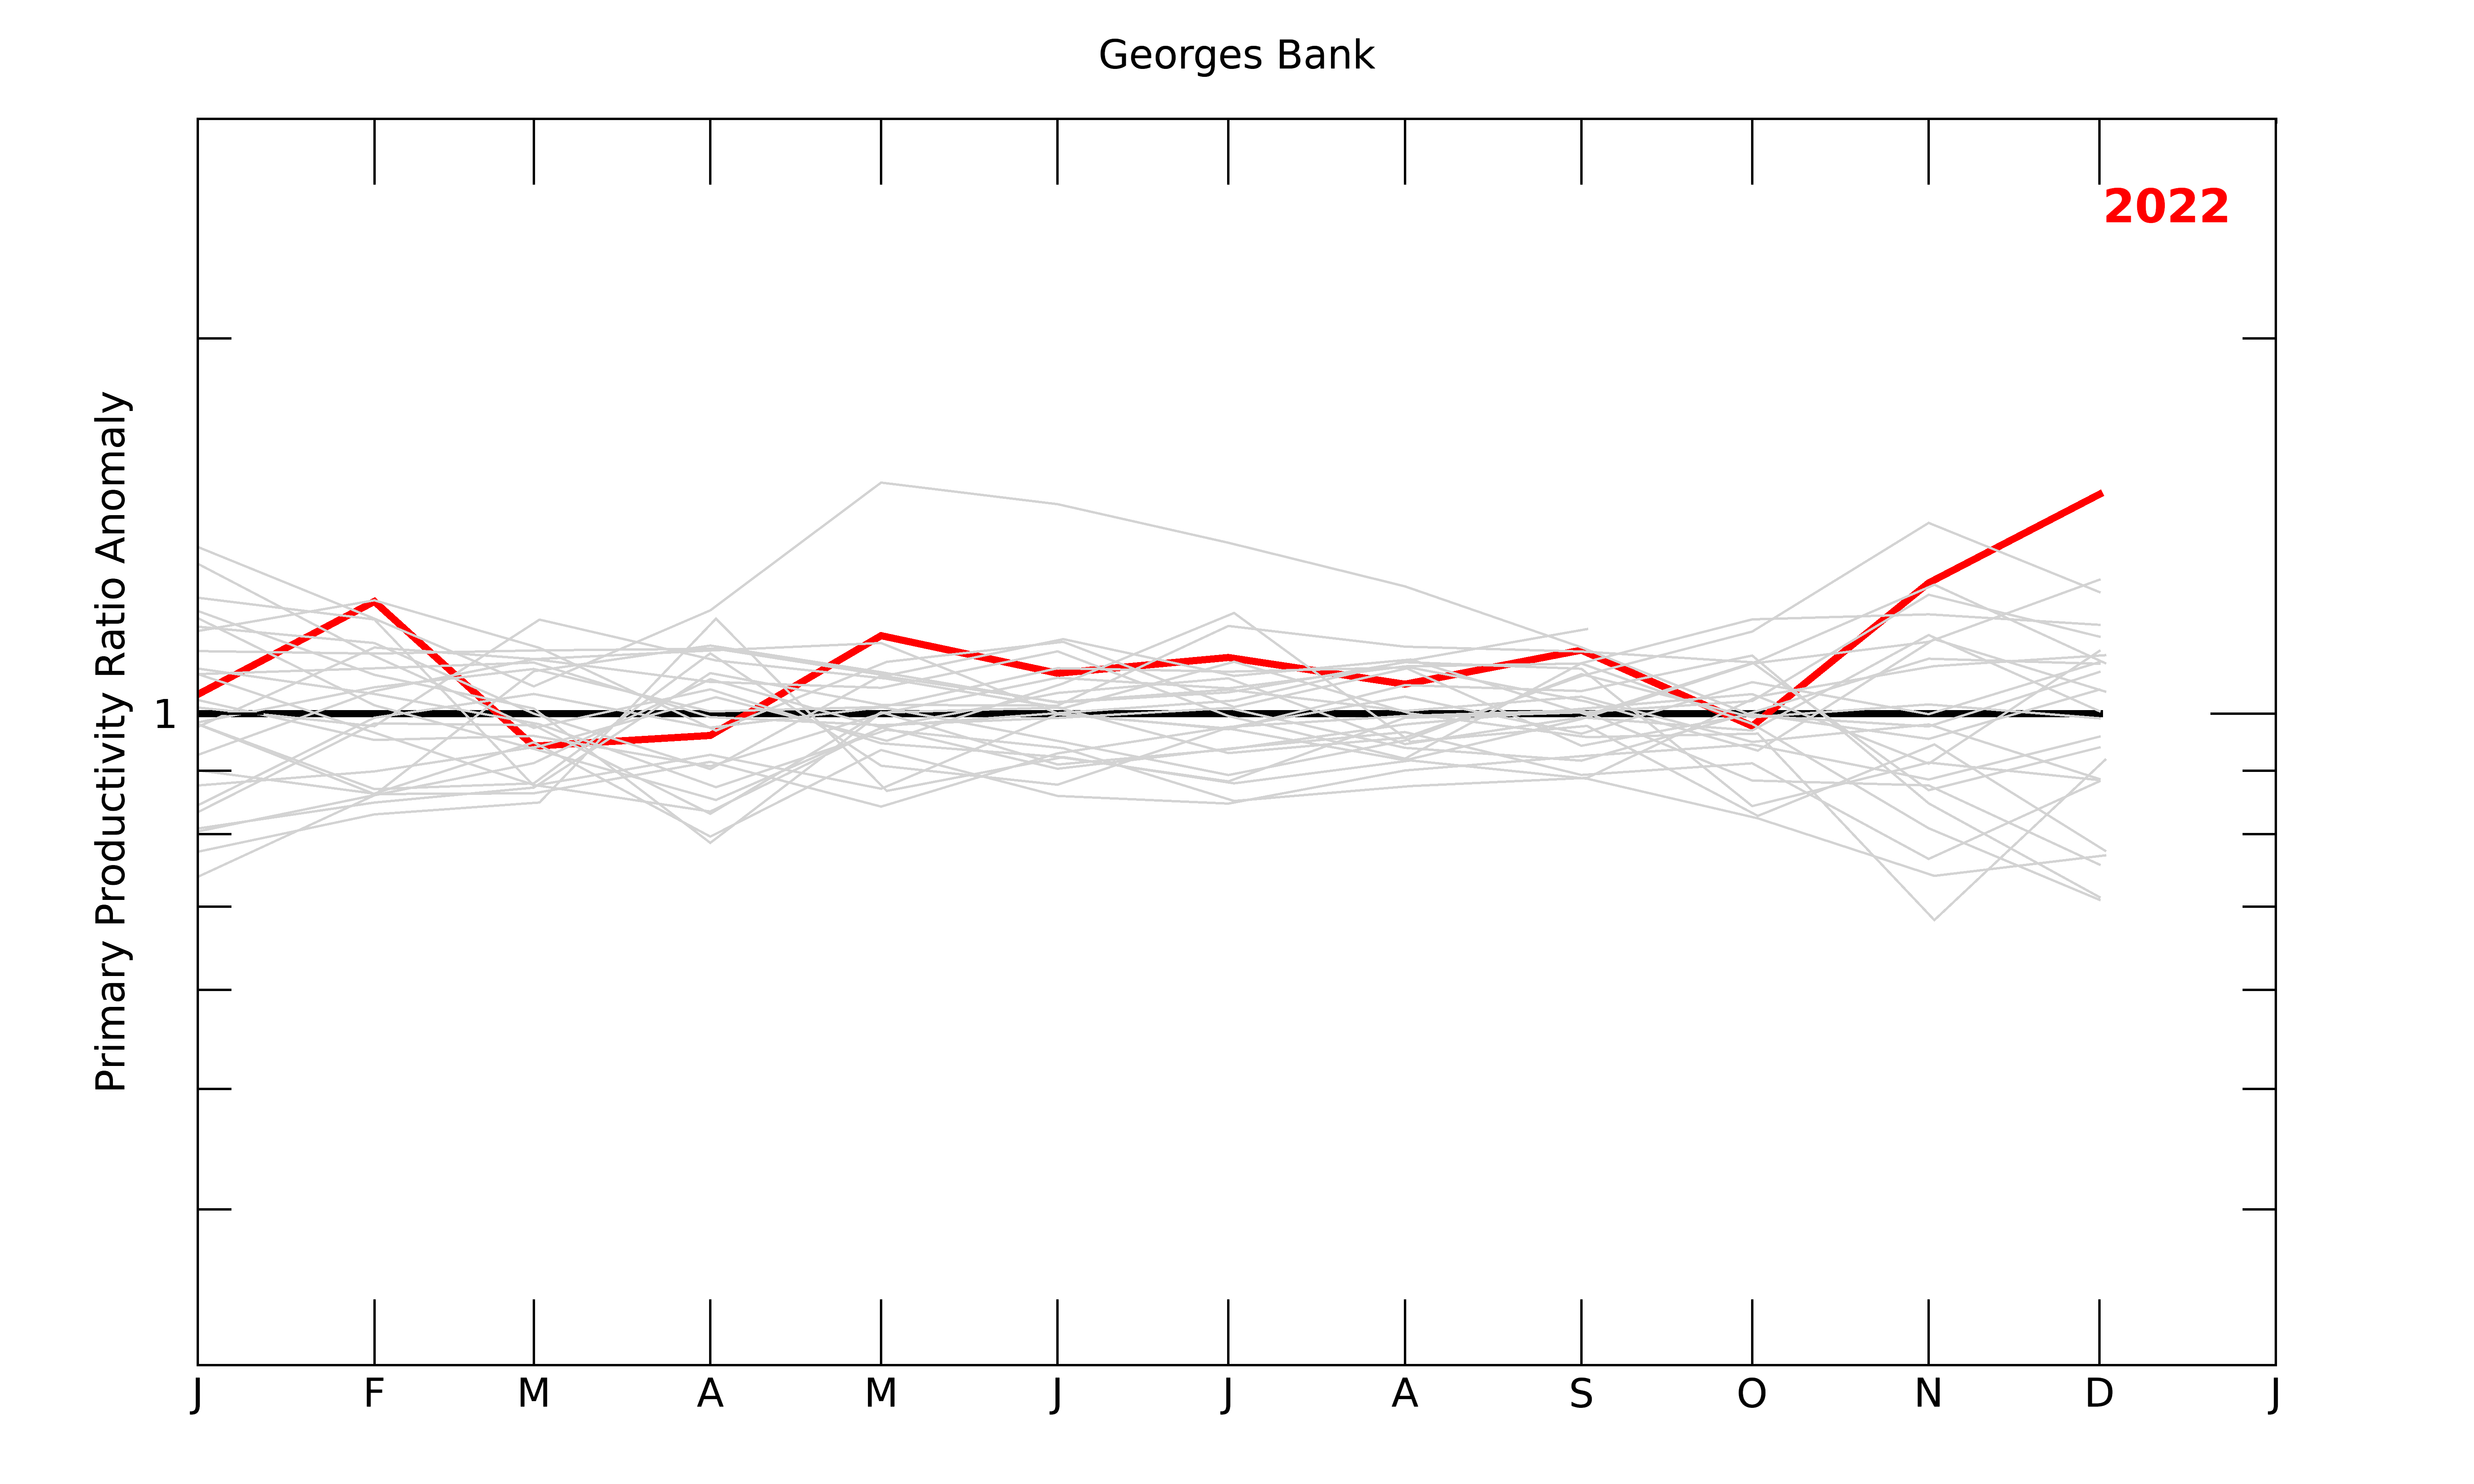 Georges Bank
2022
Primary Productivity Ratio Anomaly
1
J F M A M J J A S O N D J